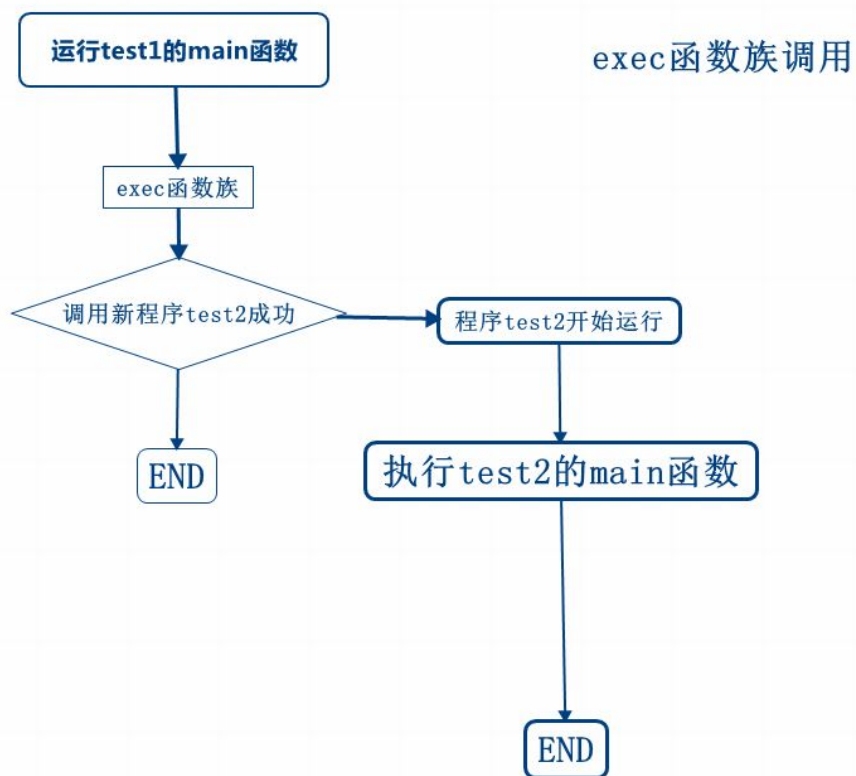 运行test1的main函数
exec函数族调用
exec函数族
调用新程序test2成功
程序test2开始运行
执行test2的main函数
END
END